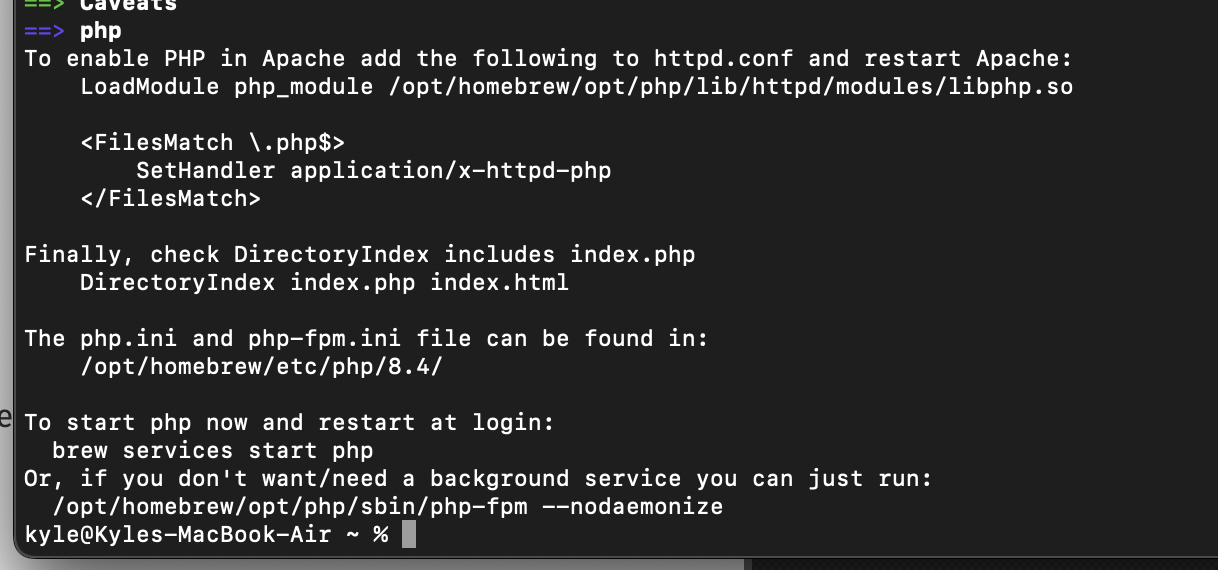 ==> Caveats
==> php
To enable PHP in Apache add the following to httpd.conf and restart Apache:
    LoadModule php_module /opt/homebrew/opt/php/lib/httpd/modules/libphp.so

    <FilesMatch \.php$>
        SetHandler application/x-httpd-php
    </FilesMatch>

Finally, check DirectoryIndex includes index.php
    DirectoryIndex index.php index.html

The php.ini and php-fpm.ini file can be found in:
    /opt/homebrew/etc/php/8.4/

To start php now and restart at login:
  brew services start php
Or, if you don't want/need a background service you can just run:
  /opt/homebrew/opt/php/sbin/php-fpm --nodaemonize
kyle@Kyles-MacBook-Air ~ %